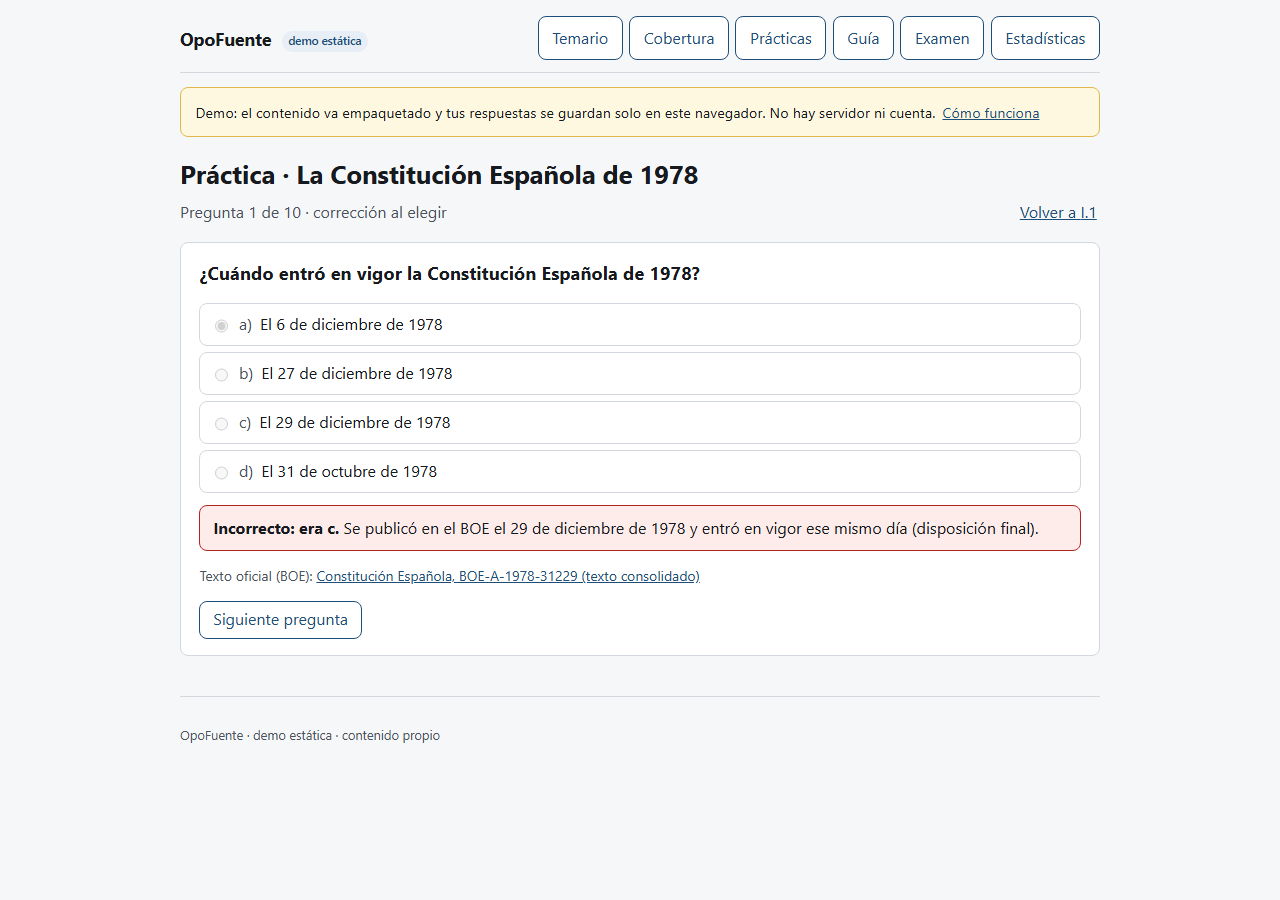 OpoFuente demo estática Temario Cobertura Prácticas Guía Examen Estadísticas
Demo: el contenido va empaquetado y tus respuestas se guardan solo en este navegador. No hay servidor ni cuenta. Cómo funciona
Práctica · La Constitución Española de 1978
Pregunta 1 de 10 · corrección al elegir Volver a I.1
¿Cuándo entró en vigor la Constitución Española de 1978?
a) El 6 de diciembre de 1978
b) El 27 de diciembre de 1978
c) El 29 de diciembre de 1978
d) El 31 de octubre de 1978
Incorrecto: era c. Se publicó en el BOE el 29 de diciembre de 1978 y entró en vigor ese mismo día (disposición final).
Texto oficial (BOE): Constitución Española, BOE-A-1978-31229 (texto consolidado)
Siguiente pregunta
OpoFuente · demo estática · contenido propio